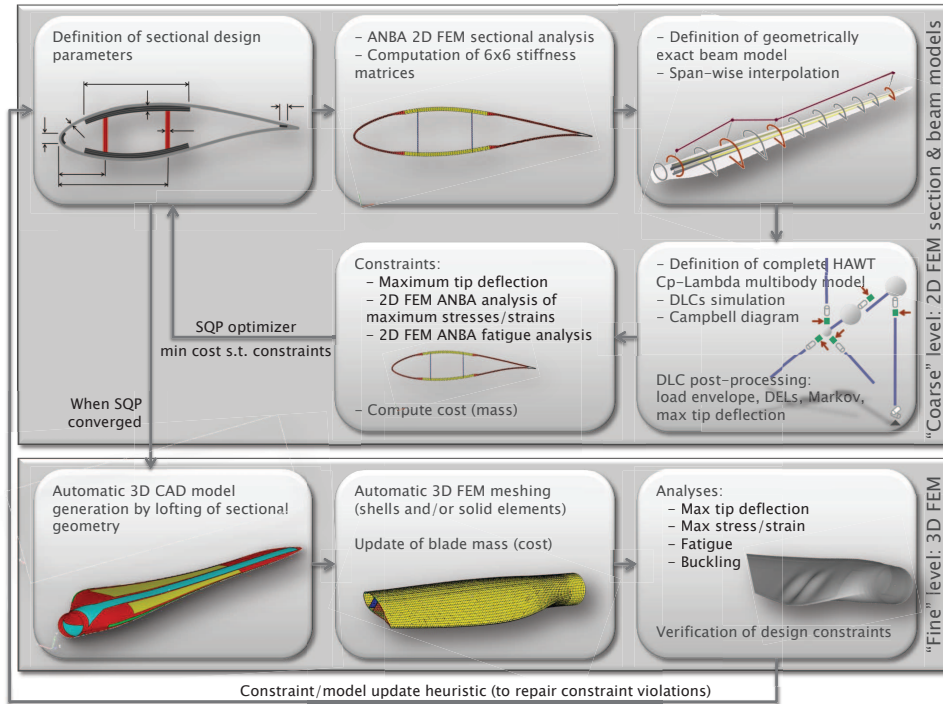 Definition of sectional design
parameters
– ANBA 2D FEM sectional analysis
– Computation of 6x6 stiffness
matrices
– Definition of geometrically
exact beam model
– Span-wise interpolation
"Coarse" level: 2D FEM section & beam models
– Definition of complete HAWT
Cp-Lambda multibody model
– DLCs simulation
– Campbell diagram
DLC post-processing:
load envelope, DELs, Markov,
max tip deflection
Constraints:
– Maximum tip deflection
– 2D FEM ANBA analysis of
maximum stresses/strains
– 2D FEM ANBA fatigue analysis
– Compute cost (mass)
SQP optimizer
min cost s.t. constraints
When SQP
converged
Automatic 3D CAD model
generation by lofting of sectional
geometry
Automatic 3D FEM meshing
(shells and/or solid elements)
Update of blade mass (cost)
Analyses:
– Max tip deflection
– Max stress/strain
– Fatigue
– Buckling
Verification of design constraints
"Fine" level: 3D FEM
Constraint/model update heuristic (to repair constraint violations)